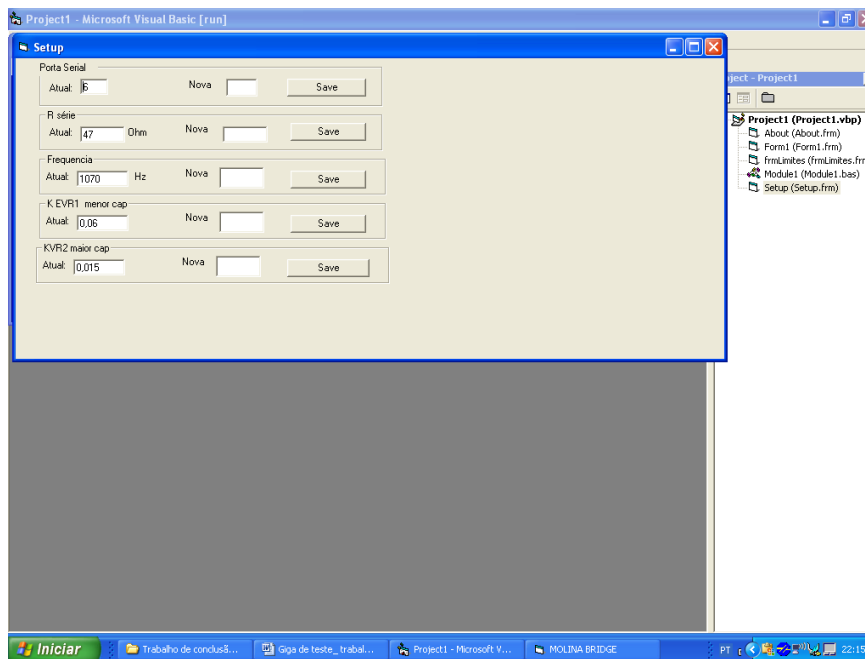 Project1 - Microsoft Visual Basic [run]
Setup
Porta Serial
Atual: 6 Nova Save
R série
Atual: 47 Ohm Nova Save
Frequencia
Atual: 1070 Hz Nova Save
K EVR1 menor cap
Atual: 0,06 Nova Save
KVR2 maior cap
Atual: 0,015 Nova Save
ject - Project1
Project1 (Project1.vbp)
About (About.frm)
Form1 (Form1.frm)
frmLimites (frmLimites.fr
Module1 (Module1.bas)
Setup (Setup.frm)
Iniciar Trabalho de conclusã... Giga de teste_ trabal... Project1 - Microsoft V... MOLINA BRIDGE PT 22:15